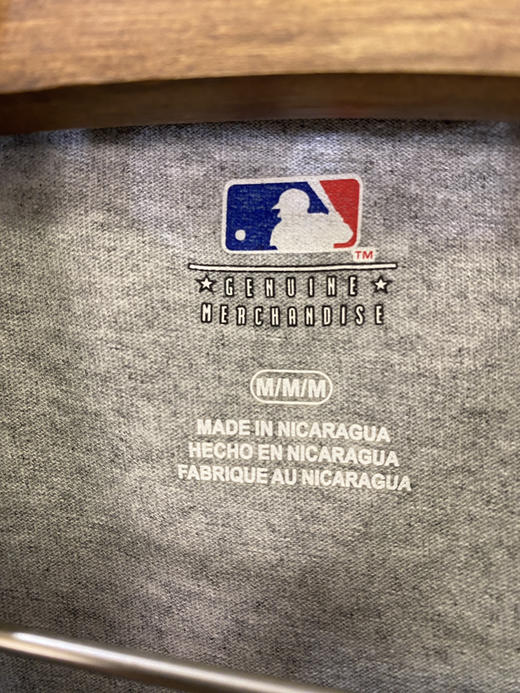 TM
★ GENUINE ★
MERCHANDISE
M/M/M
MADE IN NICARAGUA
HECHO EN NICARAGUA
FABRIQUE AU NICARAGUA